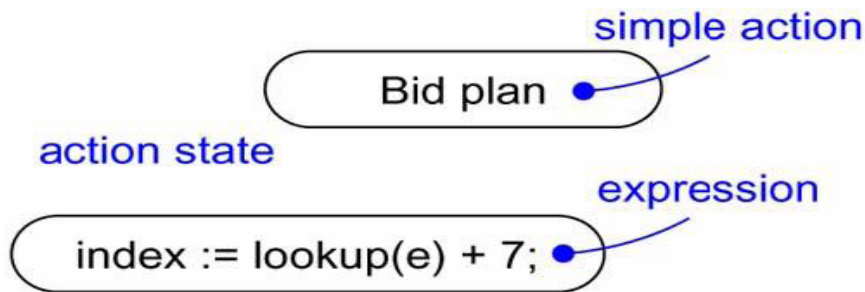 simple action
Bid plan
action state
expression
index := lookup(e) + 7;